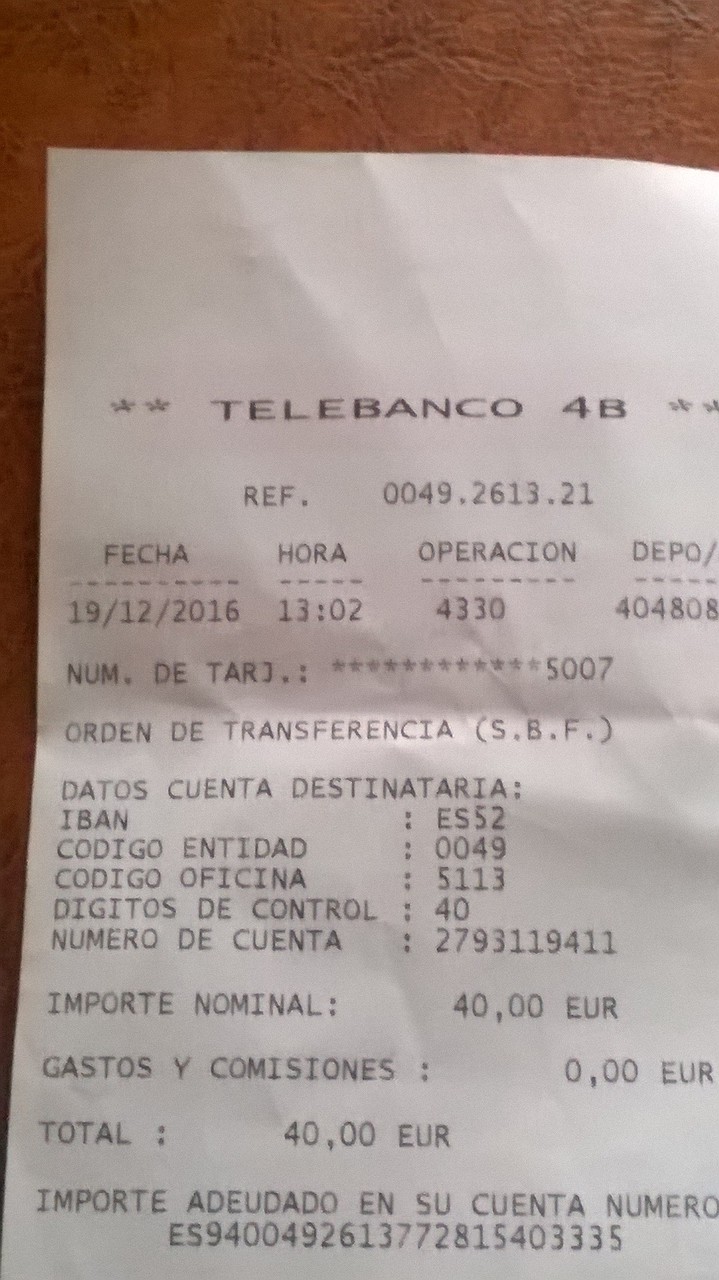 ** TELEBANCO 4B **
REF. 0049.2613.21
FECHA HORA OPERACION DEPO/
---------- ----- --------- -----
19/12/2016 13:02 4330 404808
NUM. DE TARJ.: ************5007
ORDEN DE TRANSFERENCIA (S.B.F.)
DATOS CUENTA DESTINATARIA:
IBAN : ES52
CODIGO ENTIDAD : 0049
CODIGO OFICINA : 5113
DIGITOS DE CONTROL : 40
NUMERO DE CUENTA : 2793119411
IMPORTE NOMINAL: 40,00 EUR
GASTOS Y COMISIONES : 0,00 EUR
TOTAL : 40,00 EUR
IMPORTE ADEUDADO EN SU CUENTA NUMERO
ES9400492613772815403335